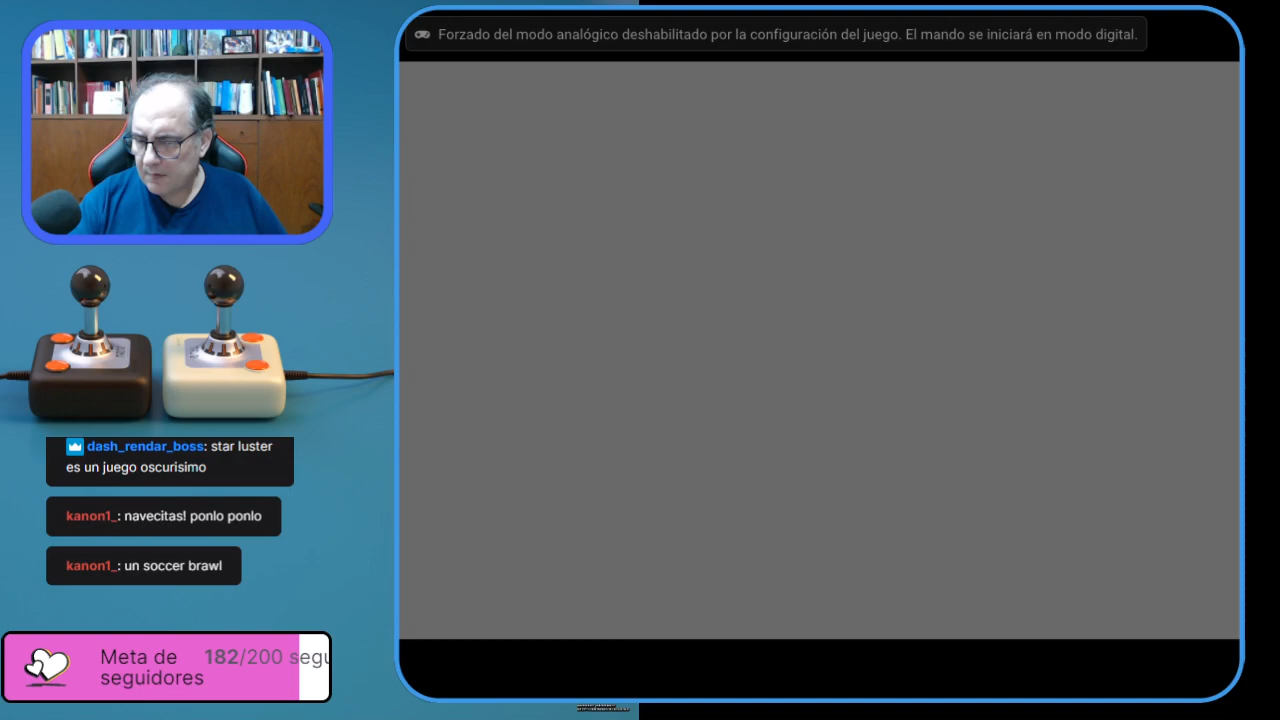 Forzado del modo analógico deshabilitado por la configuración del juego. El mando se iniciará en modo digital.
dash_rendar_boss: star luster
es un juego oscurisimo
kanon1_: navecitas! ponlo ponlo
kanon1_: un soccer brawl
Meta de
seguidores
182/200 segu